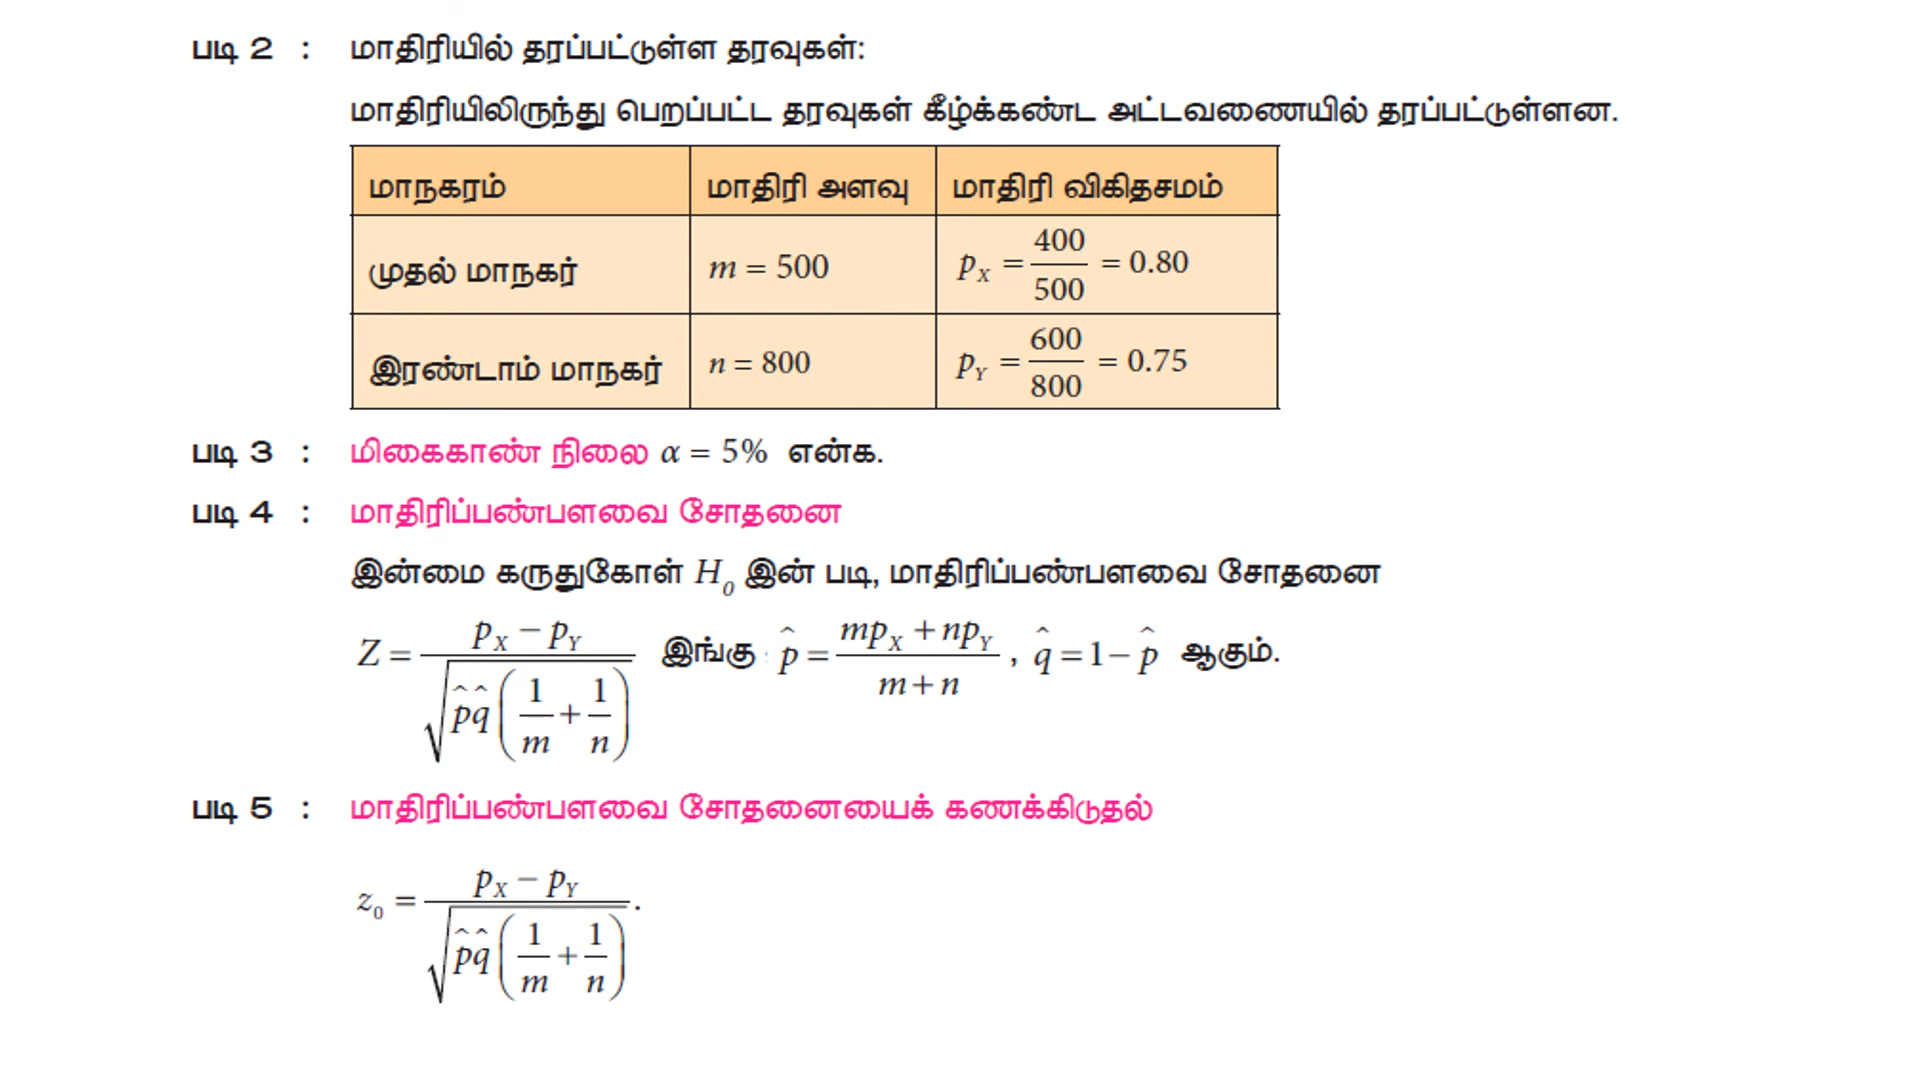 படி 2 : மாதிரியில் தரப்பட்டுள்ள தரவுகள்:
மாதிரியிலிருந்து பெறப்பட்ட தரவுகள் கீழ்க்கண்ட அட்டவணையில் தரப்பட்டுள்ளன.
மாநகரம் மாதிரி அளவு மாதிரி விகிதசமம்
முதல் மாநகர் m = 500 p_X = 400/500 = 0.80
இரண்டாம் மாநகர் n = 800 p_Y = 600/800 = 0.75
படி 3 : மிகைகாண் நிலை α = 5% என்க.
படி 4 : மாதிரிப்பண்பளவை சோதனை
இன்மை கருதுகோள் H₀ இன் படி, மாதிரிப்பண்பளவை சோதனை
Z = (p_X − p_Y) / √(p̂q̂(1/m + 1/n)) இங்கு p̂ = (mp_X + np_Y)/(m+n) , q̂ = 1− p̂ ஆகும்.
படி 5 : மாதிரிப்பண்பளவை சோதனையைக் கணக்கிடுதல்
z₀ = (p_X − p_Y) / √(p̂q̂(1/m + 1/n)).